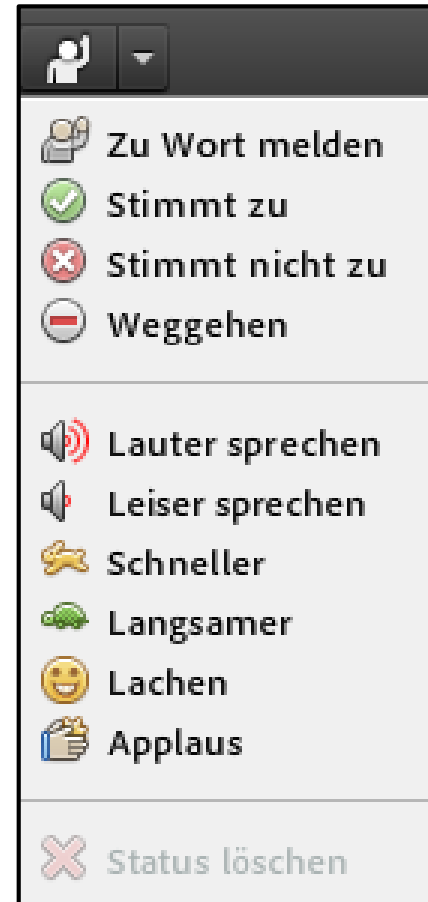 Zu Wort melden
Stimmt zu
Stimmt nicht zu
Weggehen
Lauter sprechen
Leiser sprechen
Schneller
Langsamer
Lachen
Applaus
Status löschen